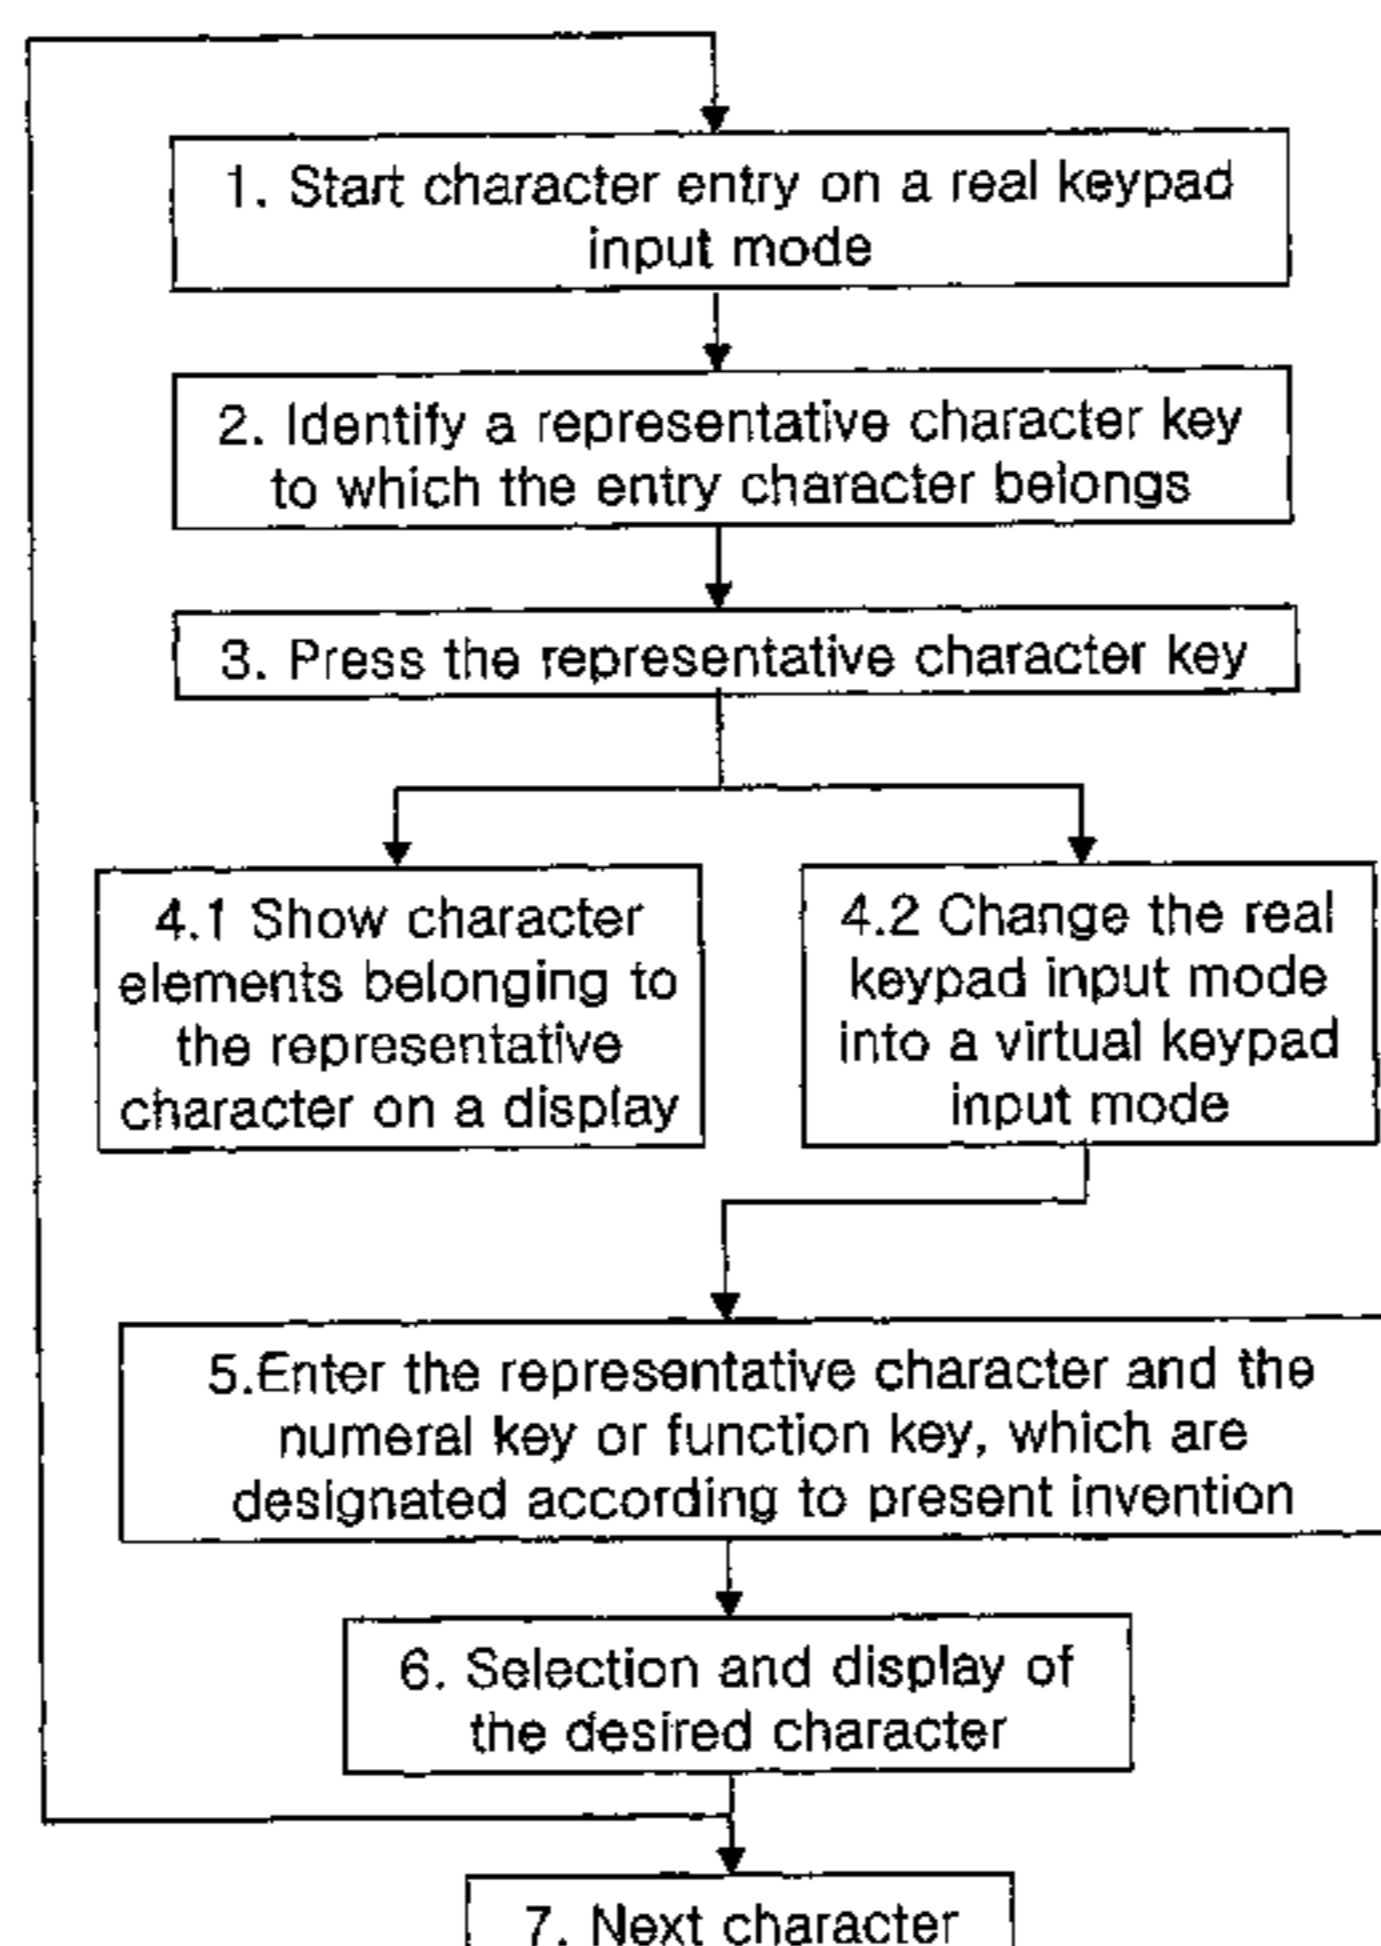 1. Start character entry on a real keypad
input mode
2. Identify a representative character key
to which the entry character belongs
3. Press the representative character key
4.1 Show character
elements belonging to
the representative
character on a display
4.2 Change the real
keypad input mode
into a virtual keypad
input mode
5.Enter the representative character and the
numeral key or function key, which are
designated according to present invention
6. Selection and display of
the desired character
7. Next character